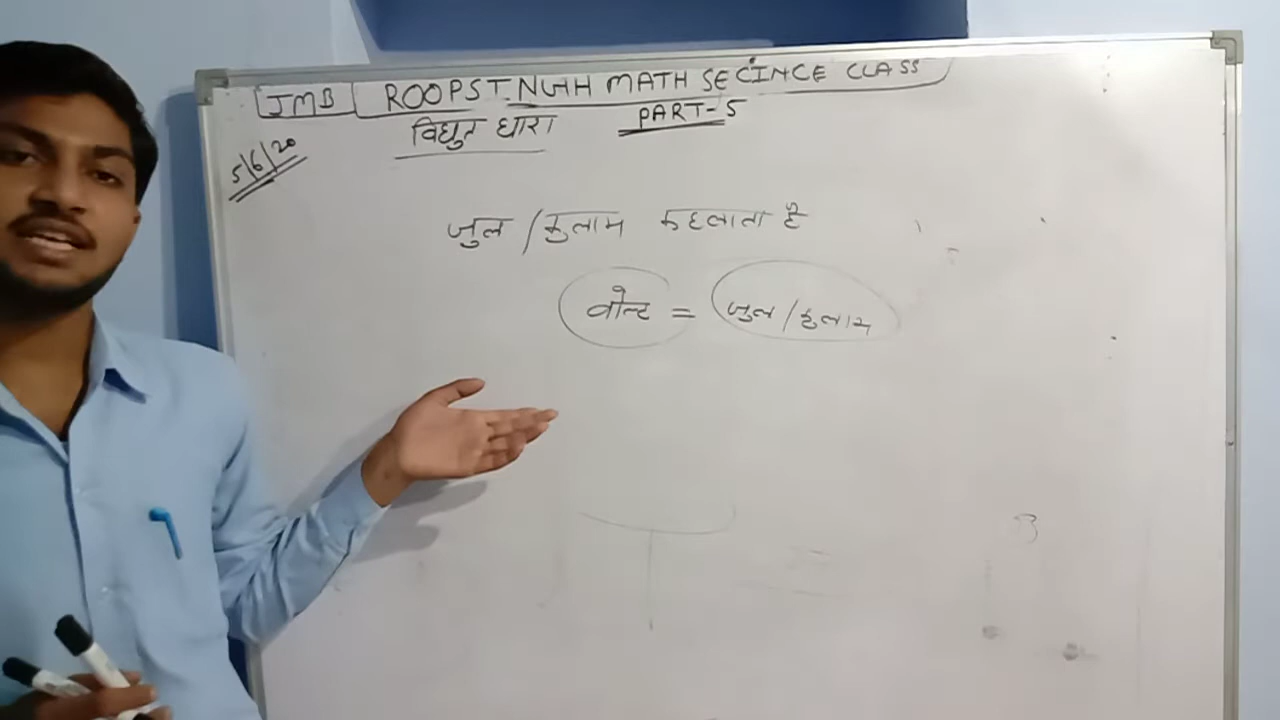 JMB ROOPSINGH MATH SECINCE CLASS
विद्युत धारा PART-5
5/6/20
जुल /कुलाम कहलाता है
वोल्ट = जुल /कुलाम